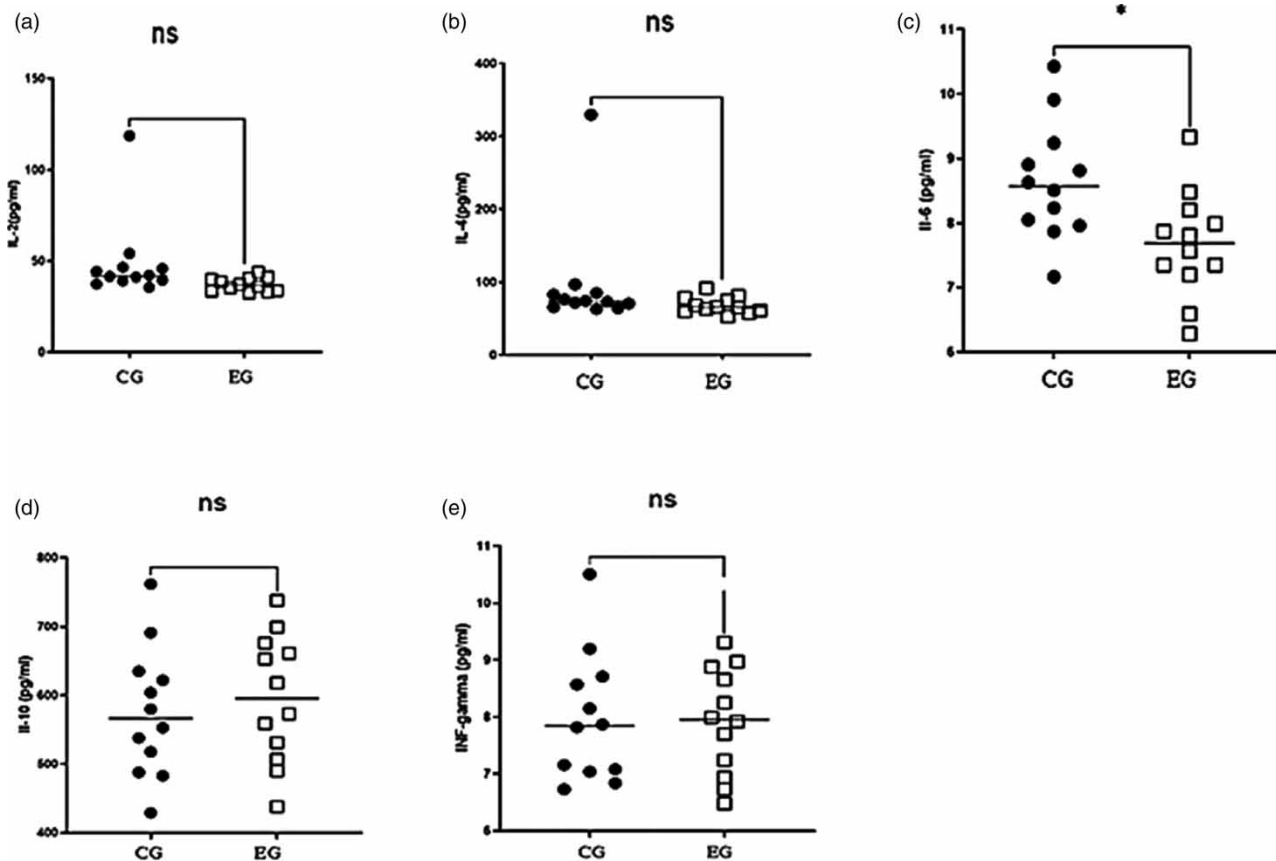 (a)
ns
IL-2(pg/ml)
150
100
50
0
CG EG
(b)
ns
IL-4(pg/ml)
400
300
200
100
0
CG EG
(c)
*
Il-6 (pg/ml)
11
10
9
8
7
6
CG EG
(d)
ns
Il-10 (pg/ml)
800
700
600
500
400
CG EG
(e)
ns
INF-gamma (pg/ml)
11
10
9
8
7
6
CG EG